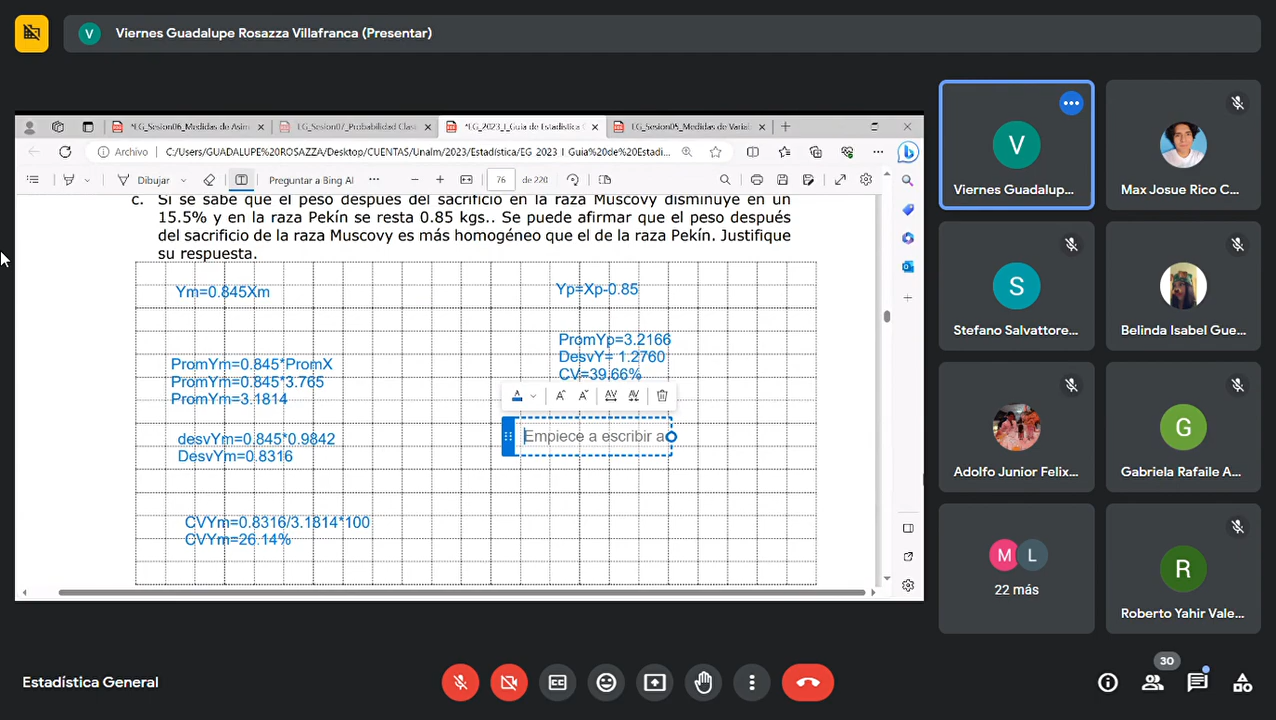 V
Viernes Guadalupe Rosazza Villafranca (Presentar)
*EG_Sesion06_Medidas de Asim
EG_Sesion07_Probabilidad Clasi
*EG_2023_I_Guia de Estadistica G
EG_Sesion05_Medidas de Varial
Archivo
C:/Users/GUADALUPE%20ROSAZZA/Desktop/CUENTAS/Unalm/2023/Estadística/EG 2023 I Guia%20de%20Estadi...
Dibujar
Preguntar a Bing AI
76
de 220
c. Si se sabe que el peso después del sacrificio en la raza Muscovy disminuye en un
15.5% y en la raza Pekín se resta 0.85 kgs.. Se puede afirmar que el peso después
del sacrificio de la raza Muscovy es más homogéneo que el de la raza Pekín. Justifique
su respuesta.
Ym=0.845Xm
PromYm=0.845*PromX
PromYm=0.845*3.765
PromYm=3.1814
desvYm=0.845*0.9842
DesvYm=0.8316
CVYm=0.8316/3.1814*100
CVYm=26.14%
Yp=Xp-0.85
PromYp=3.2166
DesvY= 1.2760
CV=39.66%
Empiece a escribir a
V
Viernes Guadalup...
Max Josue Rico C...
S
Stefano Salvattore...
Belinda Isabel Gue...
Adolfo Junior Felix...
G
Gabriela Rafaile A...
M
L
22 más
R
Roberto Yahir Vale...
Estadística General
30